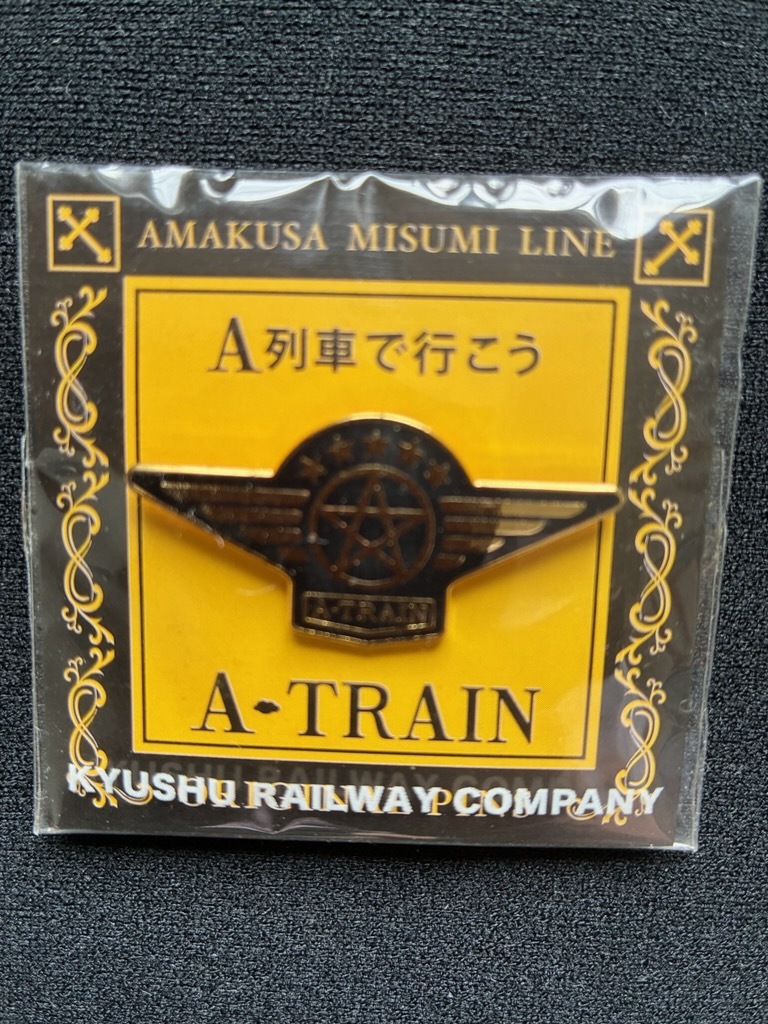 AMAKUSA MISUMI LINE
A列車で行こう
A-TRAIN
A-TRAIN
KYUSHU RAILWAY COMPANY